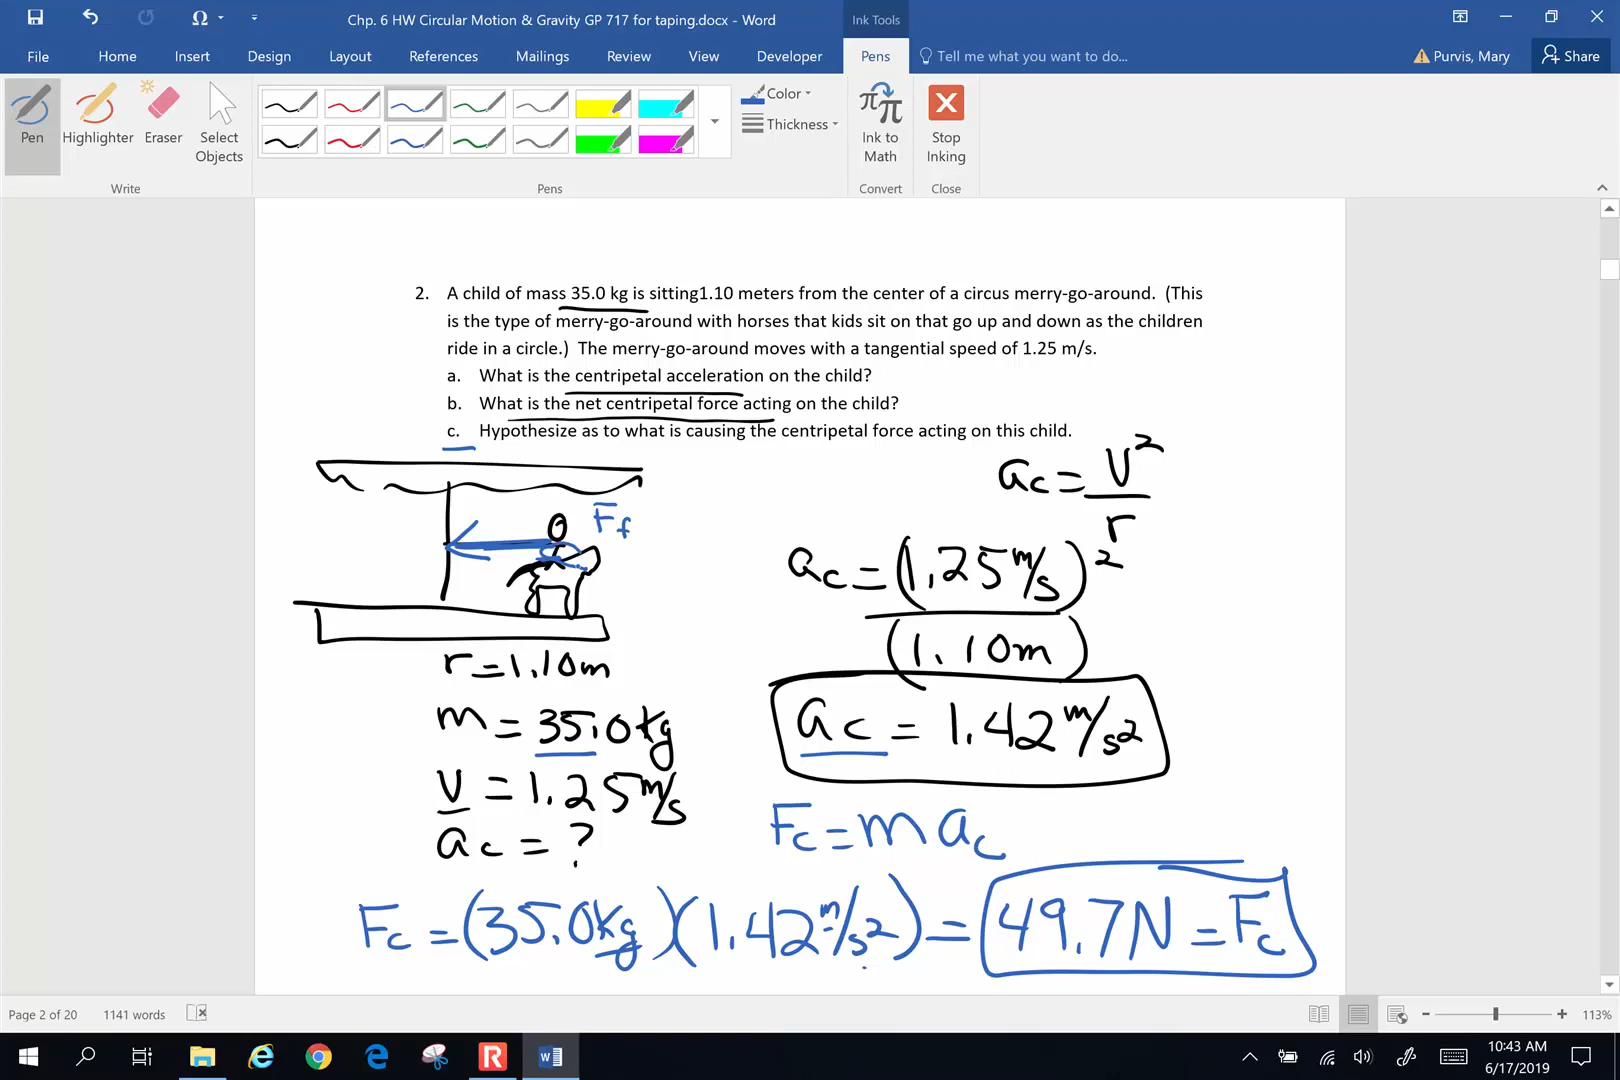 Chp. 6 HW Circular Motion & Gravity GP 717 for taping.docx - Word
Ink Tools
File Home Insert Design Layout References Mailings Review View Developer Pens Tell me what you want to do... Purvis, Mary Share
Pen Highlighter Eraser Select Objects
Color
Thickness
Ink to Math
Stop Inking
Write Pens Convert Close
2. A child of mass 35.0 kg is sitting1.10 meters from the center of a circus merry-go-around. (This
is the type of merry-go-around with horses that kids sit on that go up and down as the children
ride in a circle.) The merry-go-around moves with a tangential speed of 1.25 m/s.
a. What is the centripetal acceleration on the child?
b. What is the net centripetal force acting on the child?
c. Hypothesize as to what is causing the centripetal force acting on this child.
ac = v²/r
Ff
ac = (1.25 m/s)²/(1.10m)
r = 1.10m
m = 35.0 kg
ac = 1.42 m/s²
v = 1.25 m/s
ac = ?
Fc = m ac
Fc = (35.0kg)(1.42 m/s²) = 49.7 N = Fc
Page 2 of 20 1141 words 113%
10:43 AM
6/17/2019